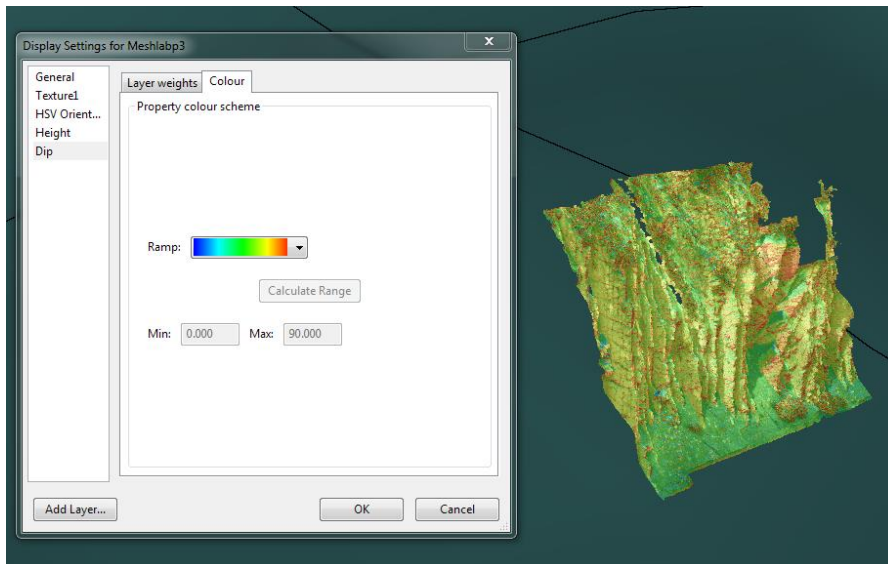 Display Settings for Meshlabp3
x
General
Texture1
HSV Orient...
Height
Dip
Layer weights Colour
Property colour scheme
Ramp:
Calculate Range
Min: 0.000 Max: 90.000
Add Layer... OK Cancel